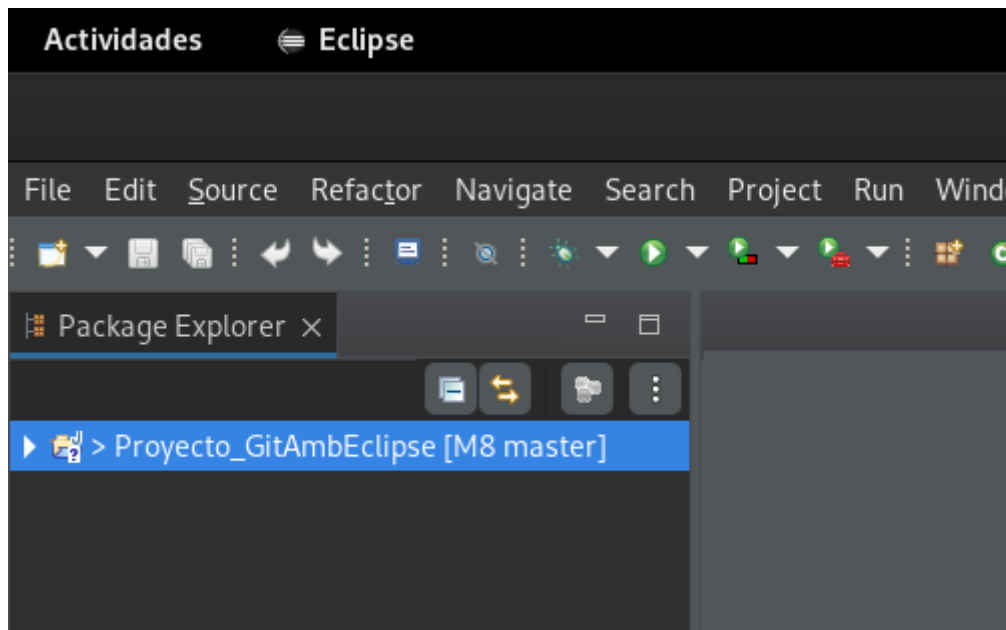 Actividades Eclipse
File Edit Source Refactor Navigate Search Project Run
Package Explorer
> Proyecto_GitAmbEclipse [M8 master]